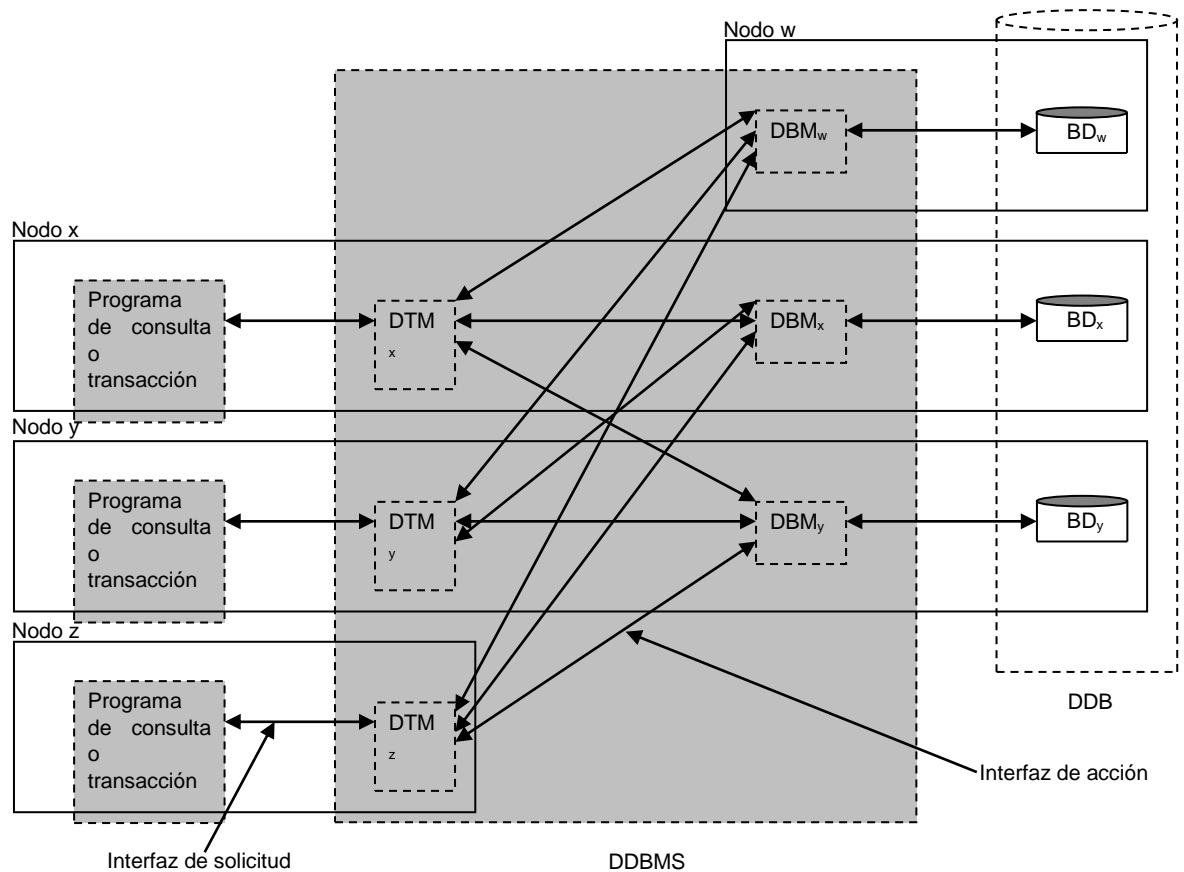 Nodo w
DBMw
BDw
Nodo x
Programa
de consulta
o
transacción
DTM
x
DBMx
BDx
Nodo y
Programa
de consulta
o
transacción
DTM
y
DBMy
BDy
Nodo z
Programa
de consulta
o
transacción
DTM
z
DDB
Interfaz de acción
Interfaz de solicitud
DDBMS